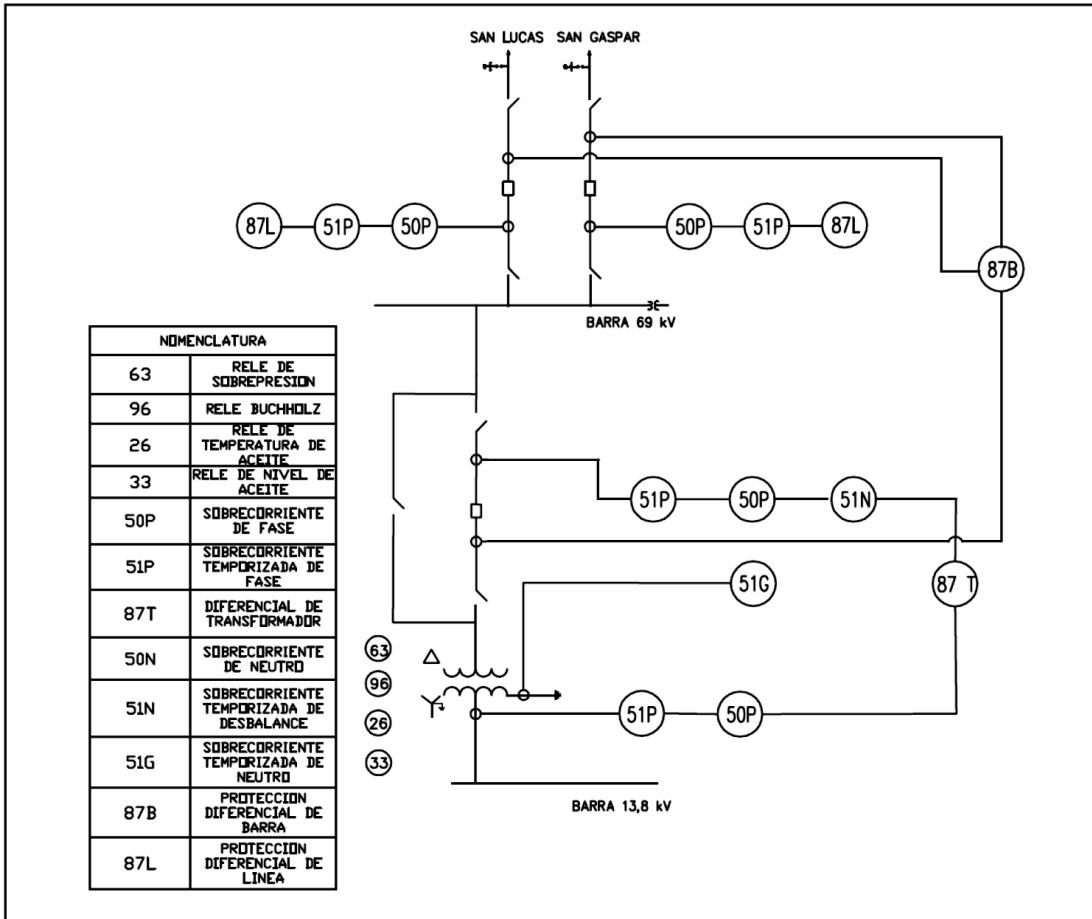 SAN LUCAS SAN GASPAR
87L 51P 50P 50P 51P 87L
87B
BARRA 69 kV
NOMENCLATURA
63 RELE DE
SOBREPRESION
96 RELE BUCHHOLZ
26 RELE DE
TEMPERATURA DE
ACEITE
33 RELE DE NIVEL DE
ACEITE
50P SOBRECORRIENTE
DE FASE
51P SOBRECORRIENTE
TEMPORIZADA DE
FASE
87T DIFERENCIAL DE
TRANSFORMADOR
50N SOBRECORRIENTE
DE NEUTRO
51N SOBRECORRIENTE
TEMPORIZADA DE
DESBALANCE
51G SOBRECORRIENTE
TEMPORIZADA DE
NEUTRO
87B PROTECCION
DIFERENCIAL DE
BARRA
87L PROTECCION
DIFERENCIAL DE
LINEA
51P 50P 51N
51G
87 T
63
96
26
33
51P 50P
BARRA 13,8 kV